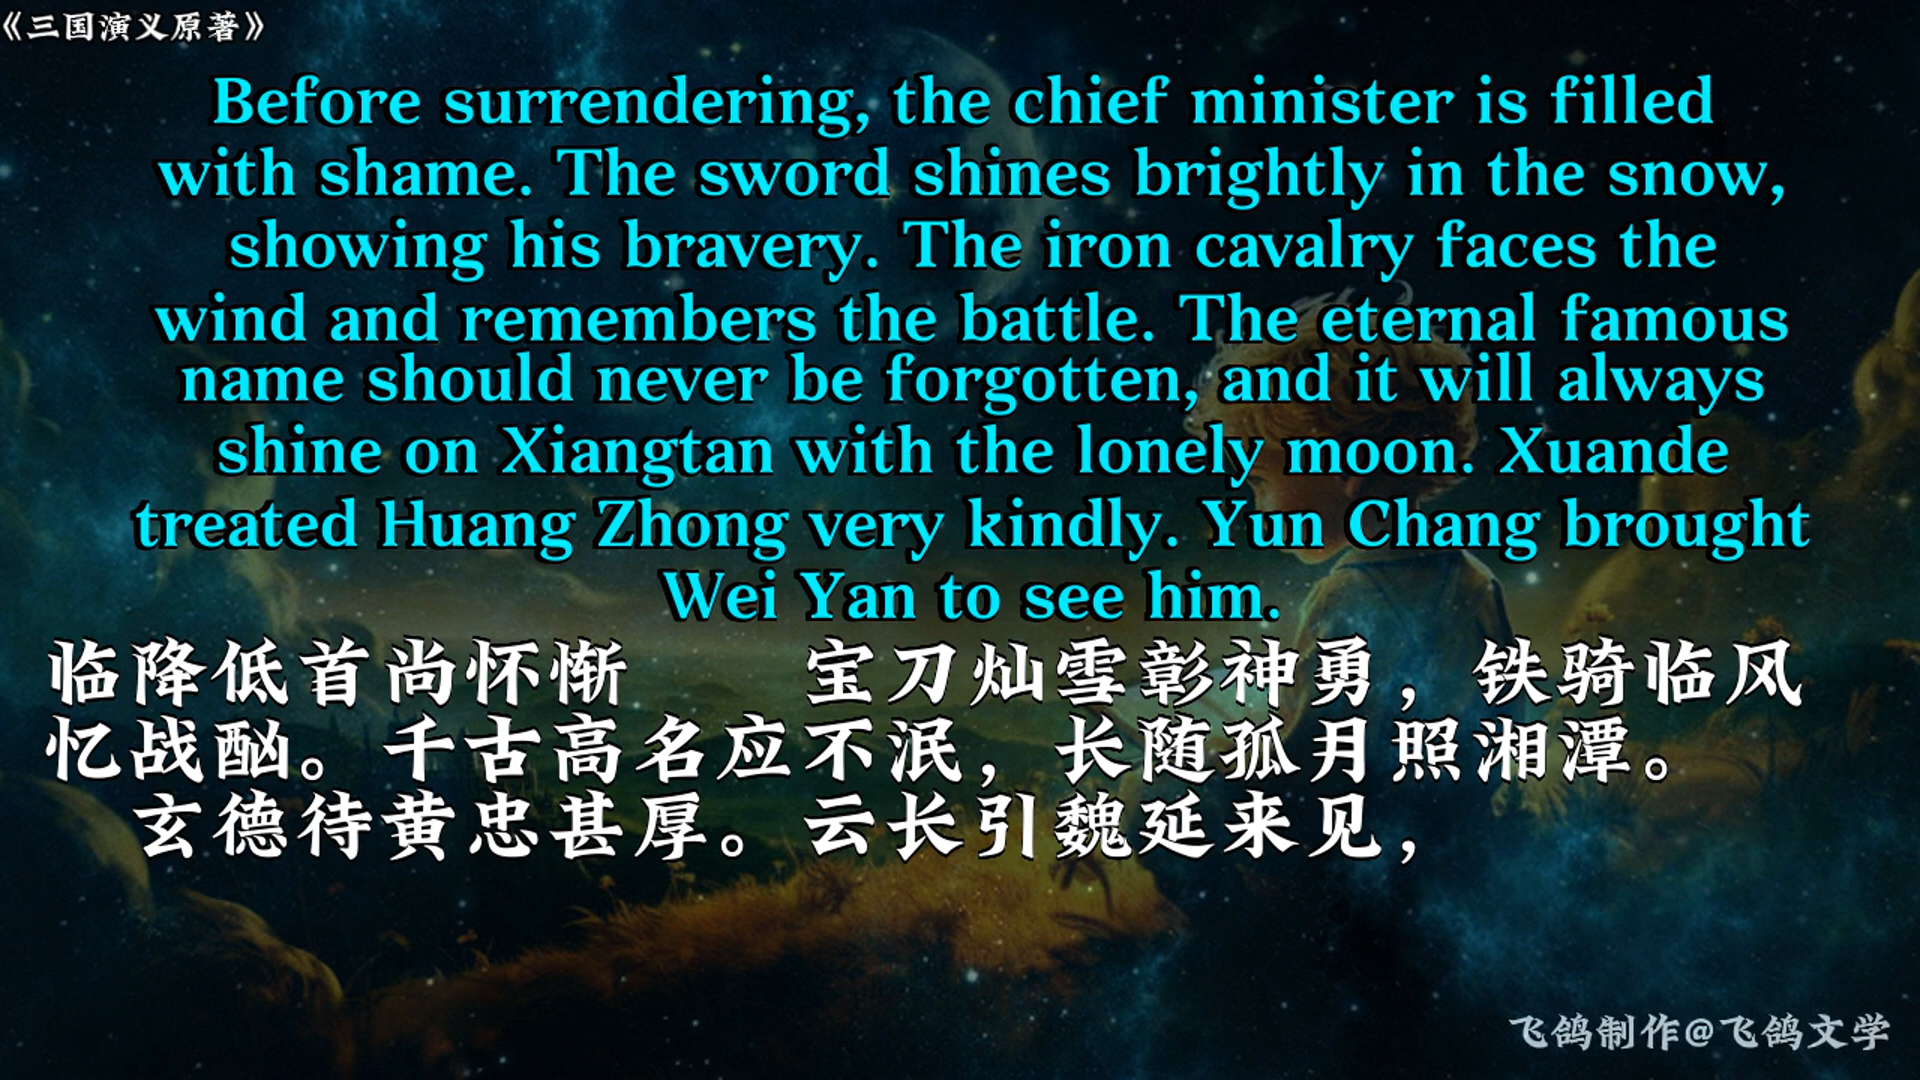 《三国演义原著》
Before surrendering, the chief minister is filled
with shame. The sword shines brightly in the snow,
showing his bravery. The iron cavalry faces the
wind and remembers the battle. The eternal famous
name should never be forgotten, and it will always
shine on Xiangtan with the lonely moon. Xuande
treated Huang Zhong very kindly. Yun Chang brought
Wei Yan to see him.
临降低首尚怀惭　　宝刀灿雪彰神勇，铁骑临风
忆战酗。千古高名应不泯，长随孤月照湘潭。
玄德待黄忠甚厚。云长引魏延来见，
飞鸽制作@飞鸽文学